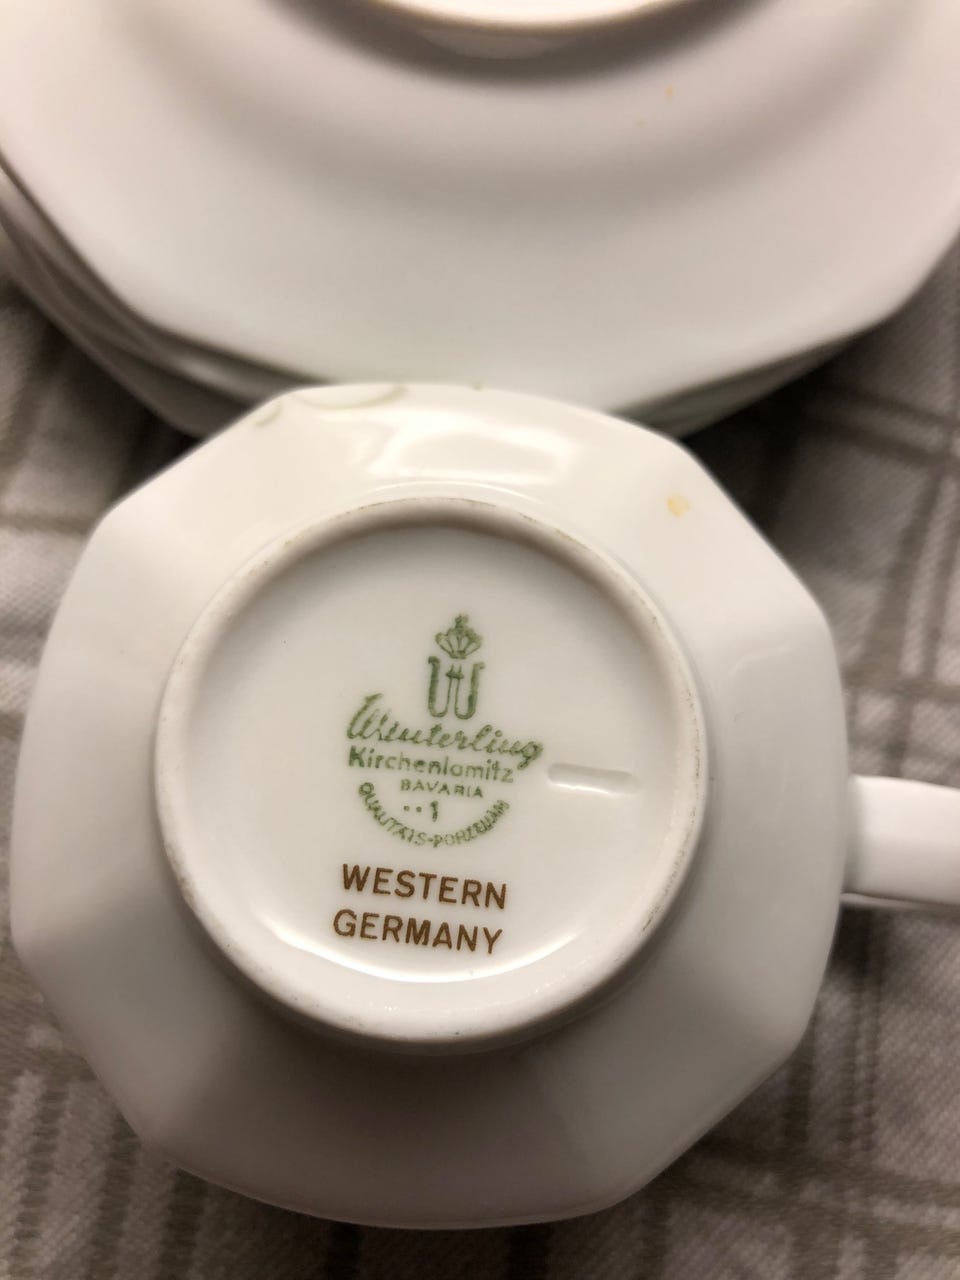 W
Winterling
Kirchenlamitz
BAVARIA
··1
QUALITÄTS-PORZELLAN
WESTERN
GERMANY